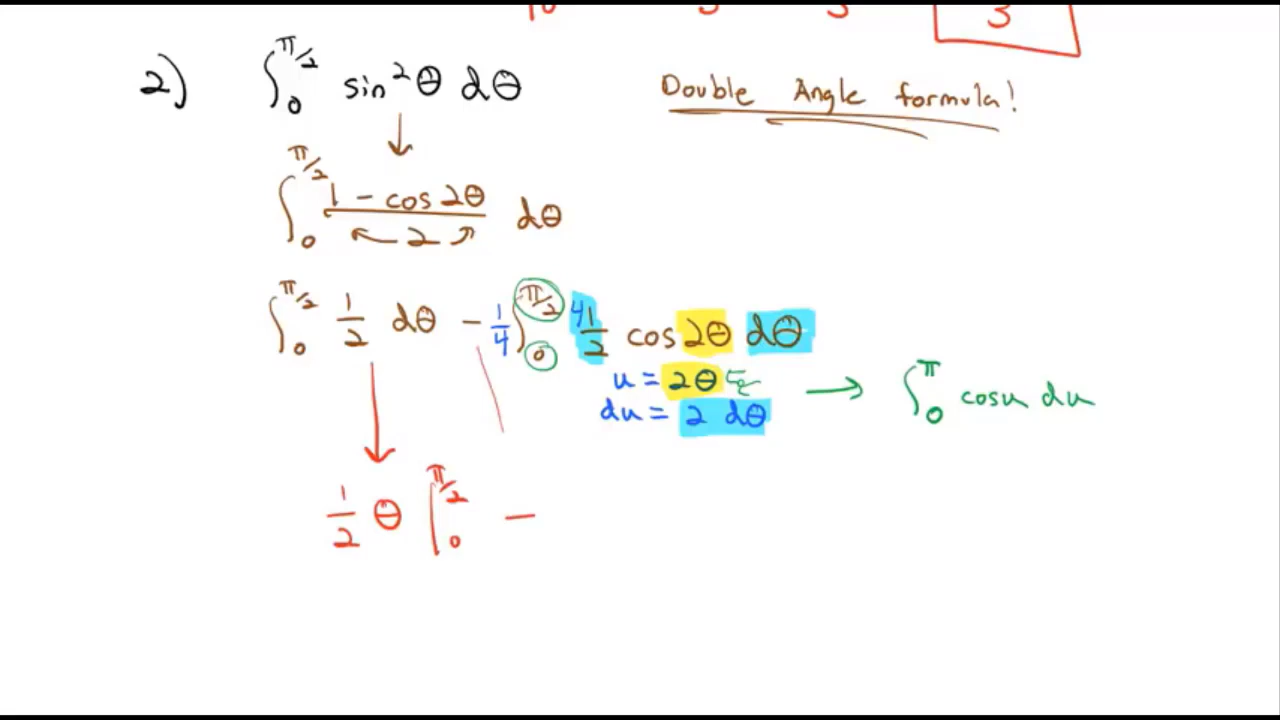 3
2) ∫₀^π/2 sin²θ dθ Double Angle formula!
∫₀^π/2 1 - cos 2θ / 2 dθ
∫₀^π/2 1/2 dθ - 1/4 ∫₀^π/2 4 1/2 cos 2θ dθ
u = 2θ
du = 2 dθ → ∫₀^π cos u du
1/2 θ |₀^π/2 -